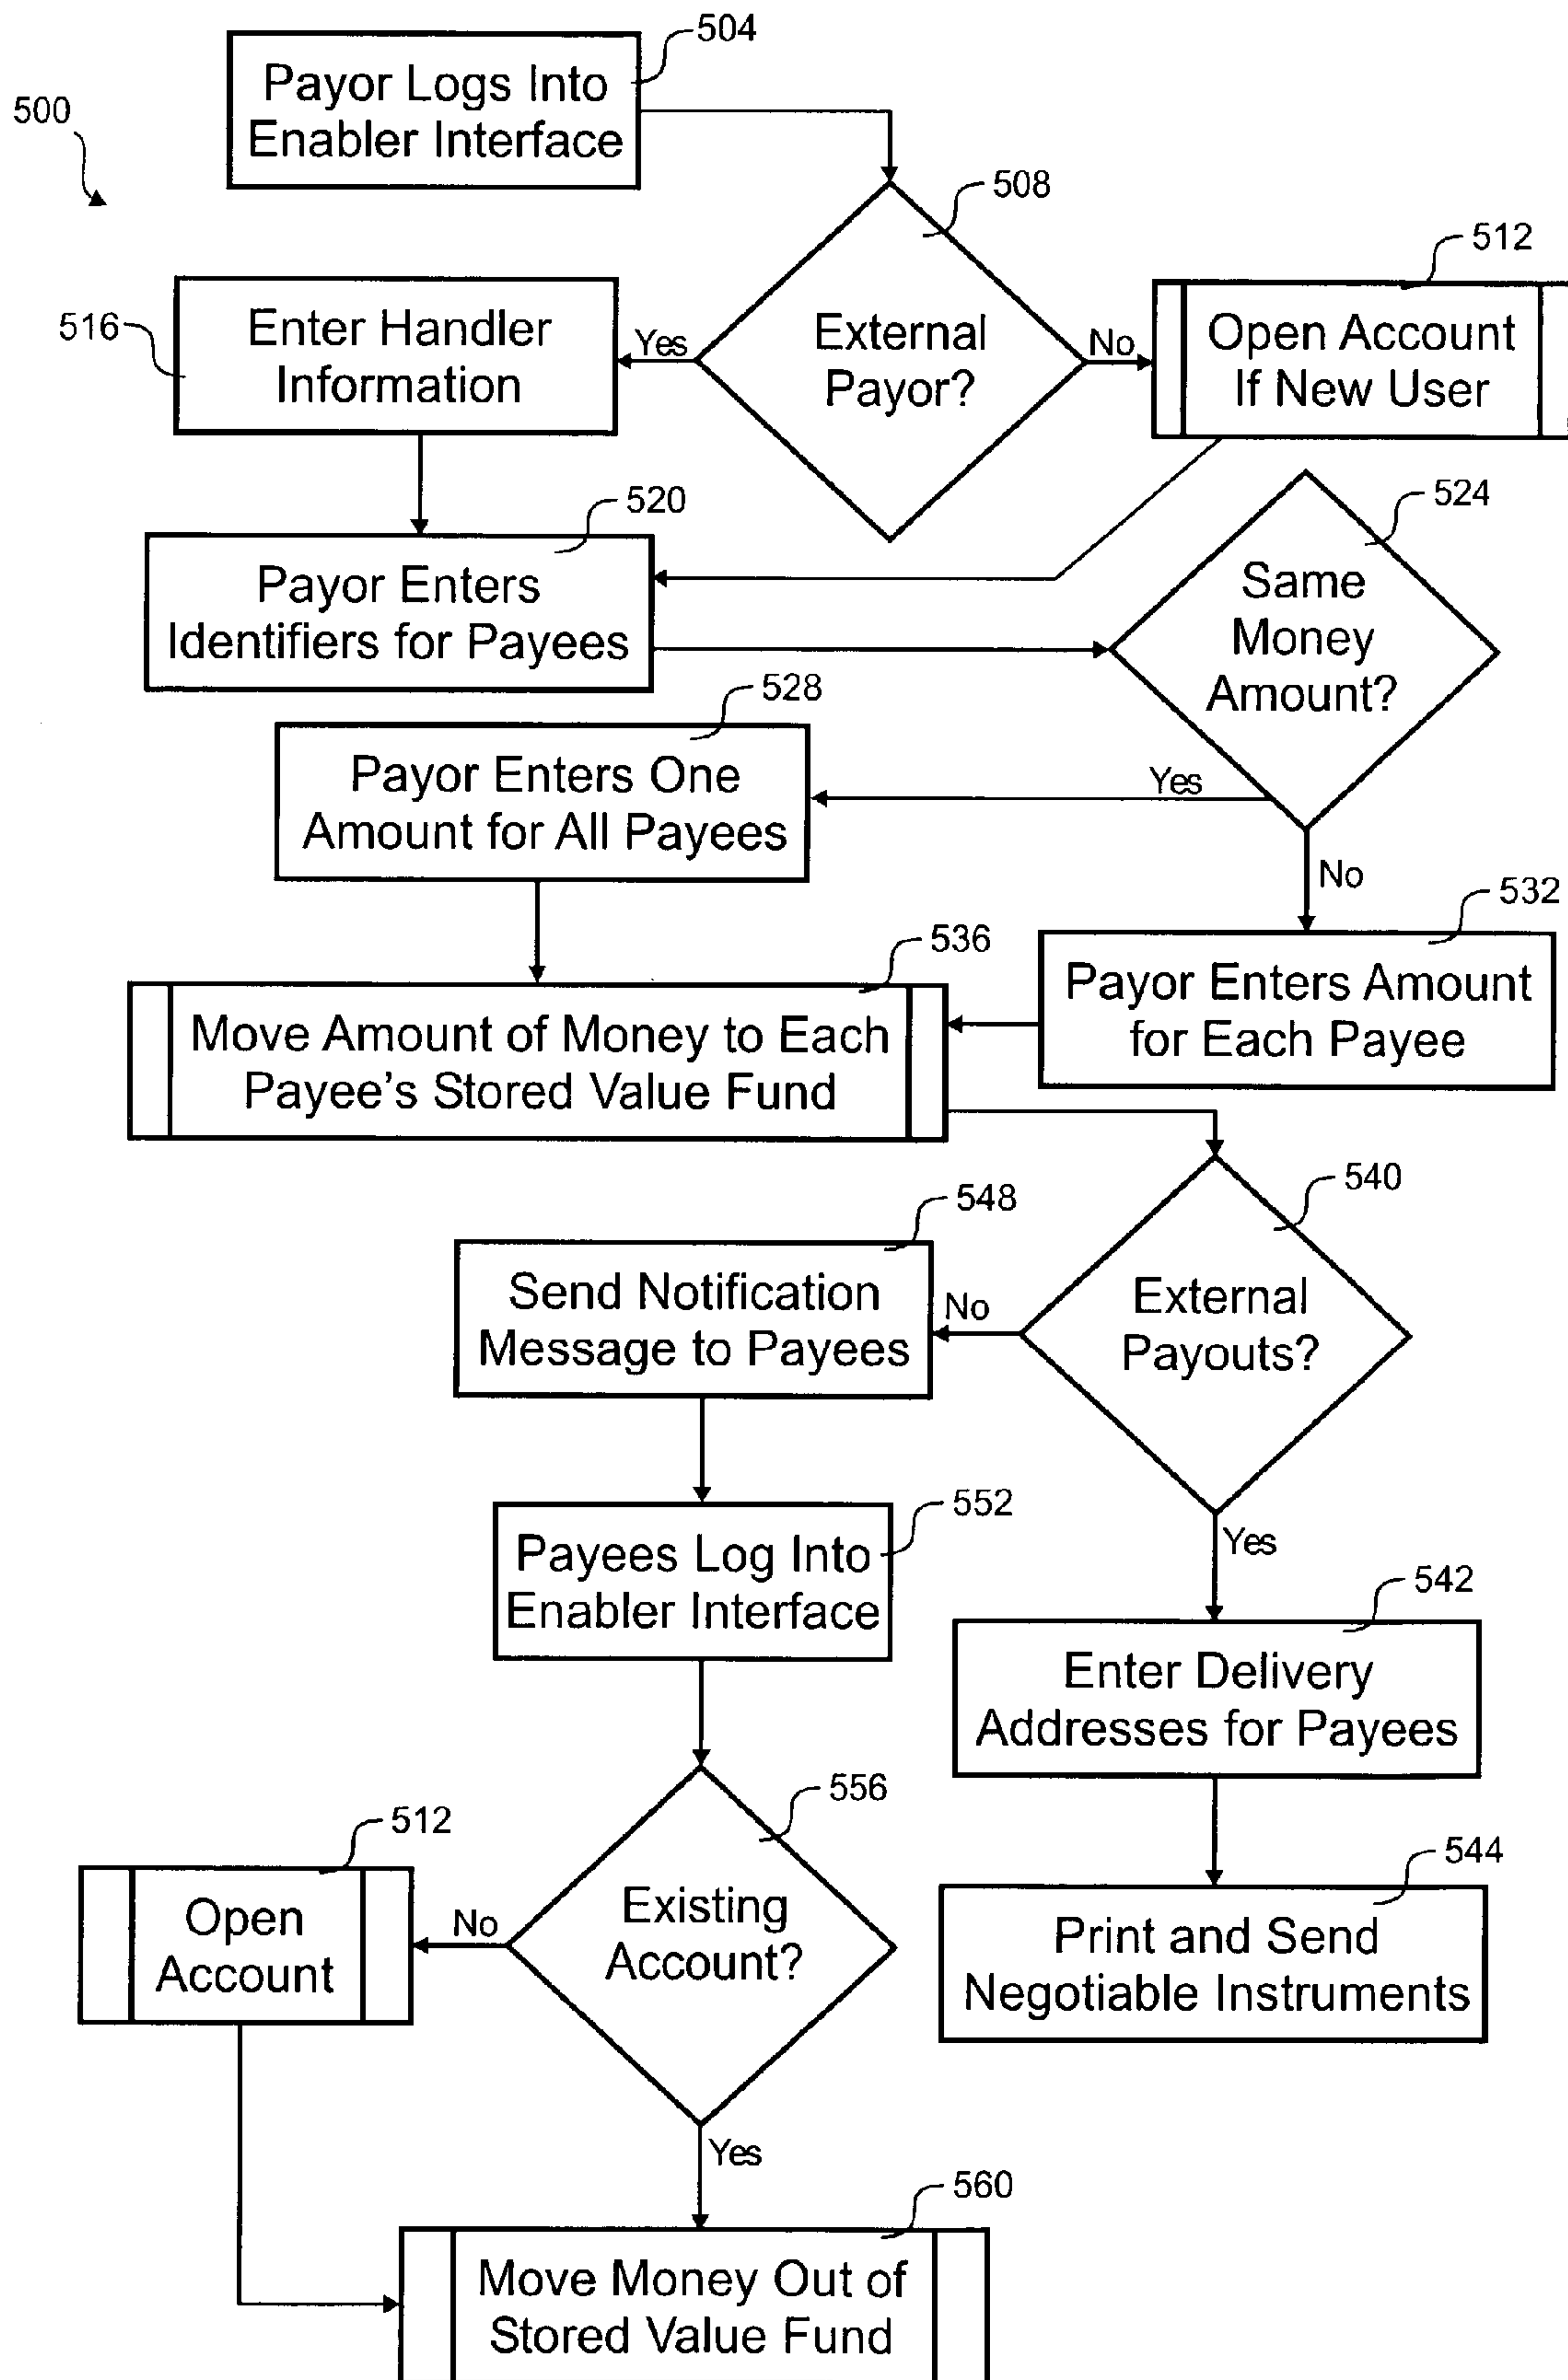 504
Payor Logs Into
Enabler Interface
500
508
512
516
Enter Handler
Information
Yes
External
Payor?
No
Open Account
If New User
520
Payor Enters
Identifiers for Payees
524
Same
Money
Amount?
528
Payor Enters One
Amount for All Payees
Yes
No
532
Payor Enters Amount
for Each Payee
536
Move Amount of Money to Each
Payee's Stored Value Fund
540
External
Payouts?
548
Send Notification
Message to Payees
No
552
Payees Log Into
Enabler Interface
Yes
542
Enter Delivery
Addresses for Payees
556
Existing
Account?
512
Open
Account
No
544
Print and Send
Negotiable Instruments
Yes
560
Move Money Out of
Stored Value Fund